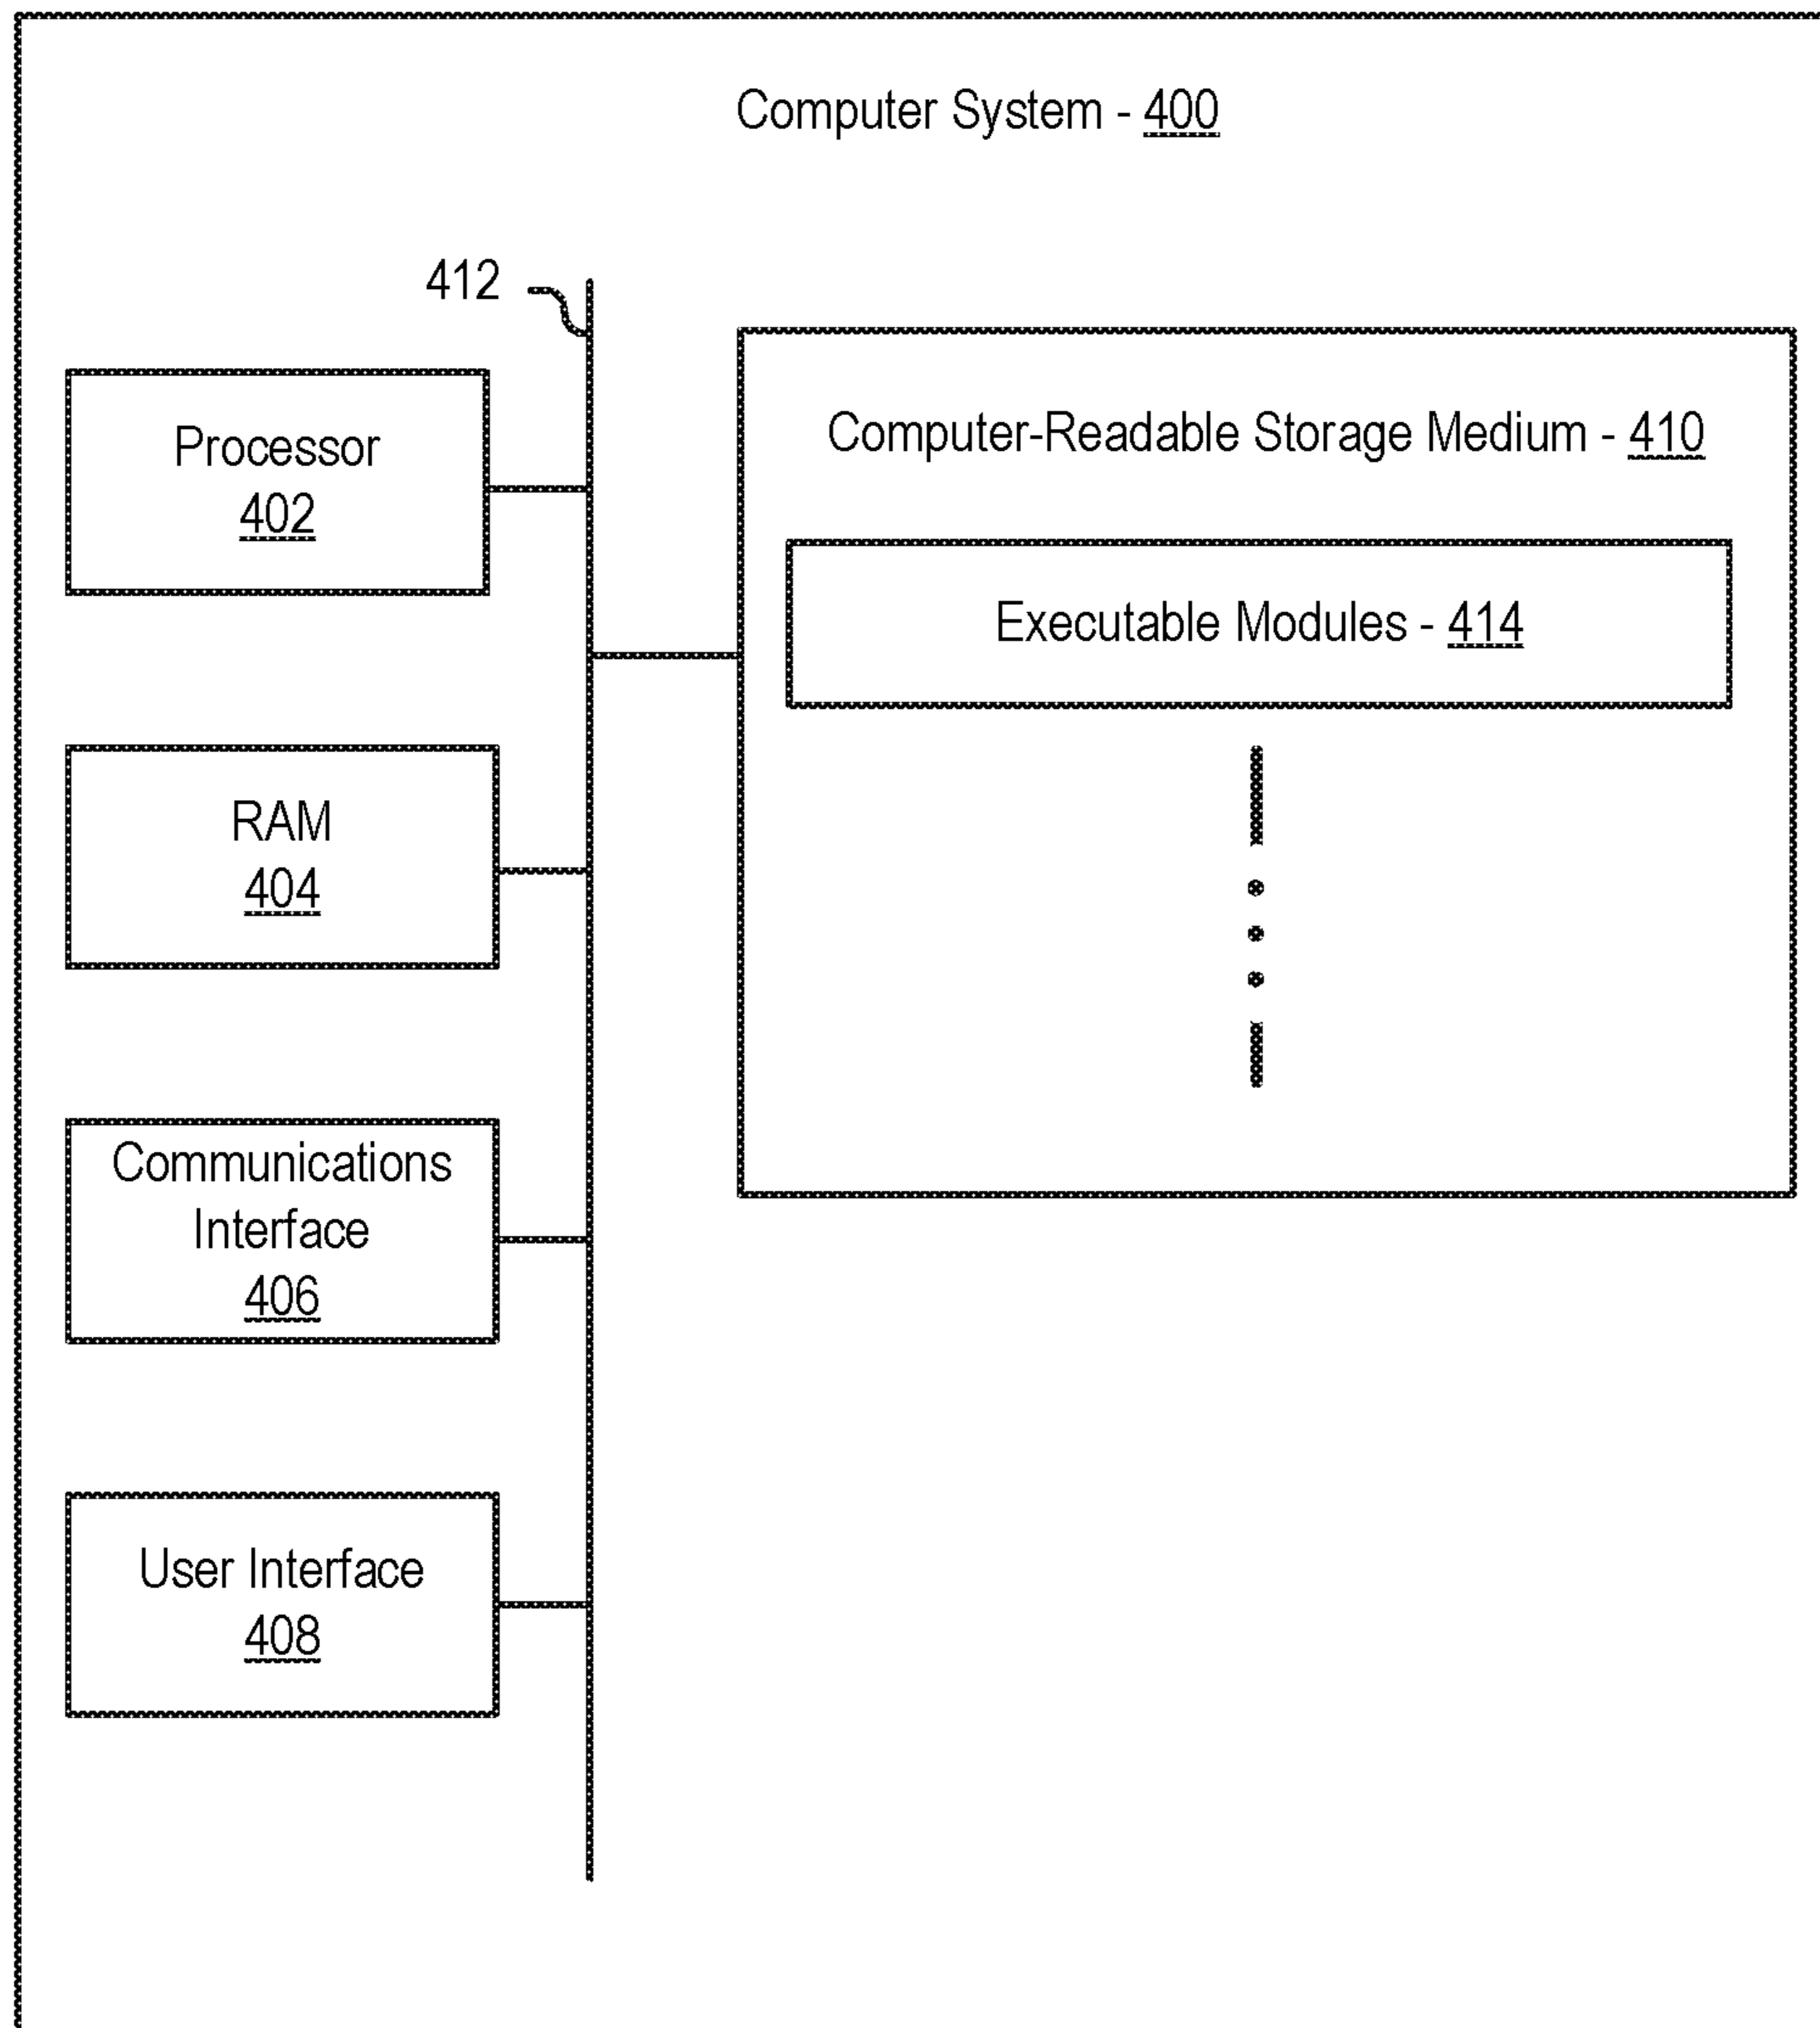 Computer System - 400
412
Processor
402
Computer-Readable Storage Medium - 410
Executable Modules - 414
RAM
404
Communications
Interface
406
User Interface
408